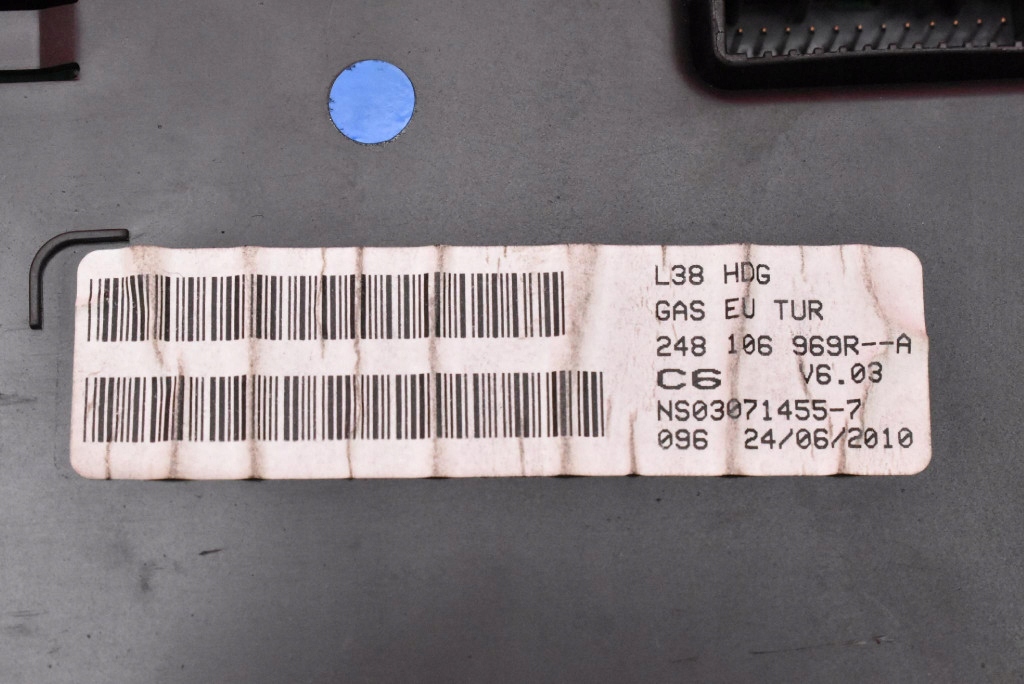 L38 HDG
GAS EU TUR
248 106 969R--A
C6 V6.03
NS03071455-7
096 24/06/2010